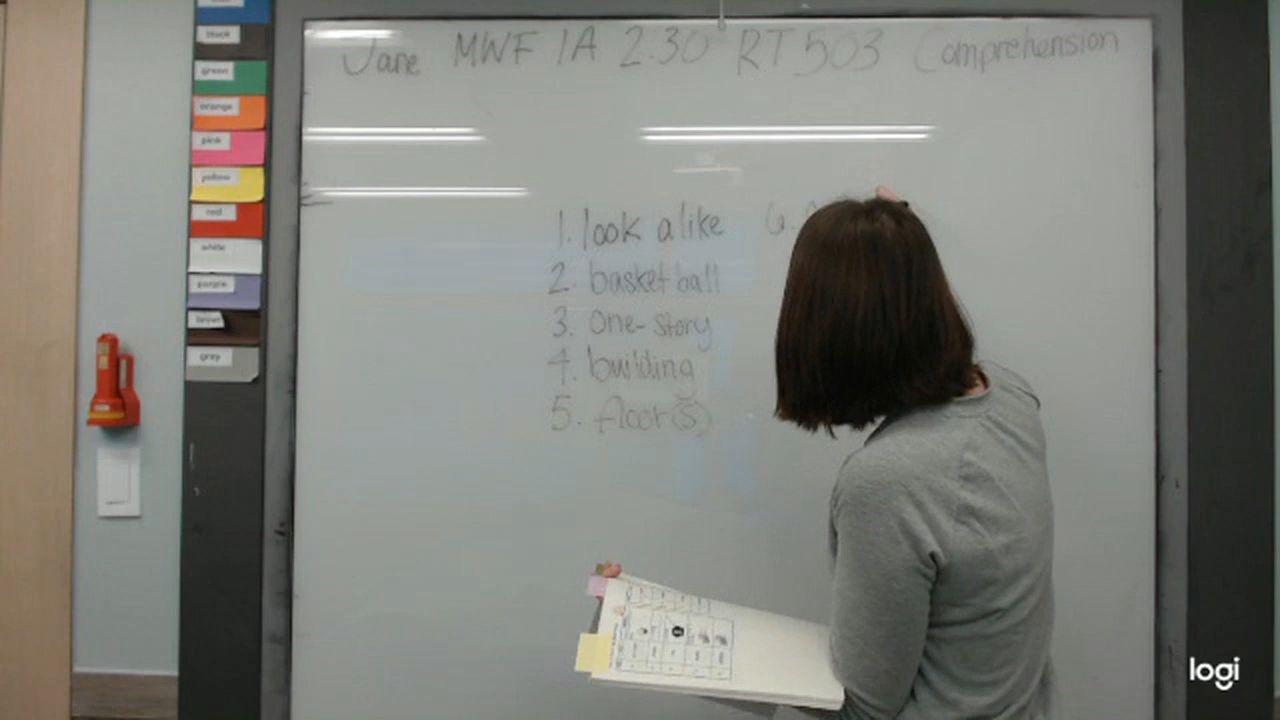 Jane MWF 1A 2:30 RT 503 Comprehension
1. look alike
2. basketball
3. one-story
4. building
5. floor(s)
6.
black
green
orange
pink
yellow
red
white
purple
brown
gray
logi